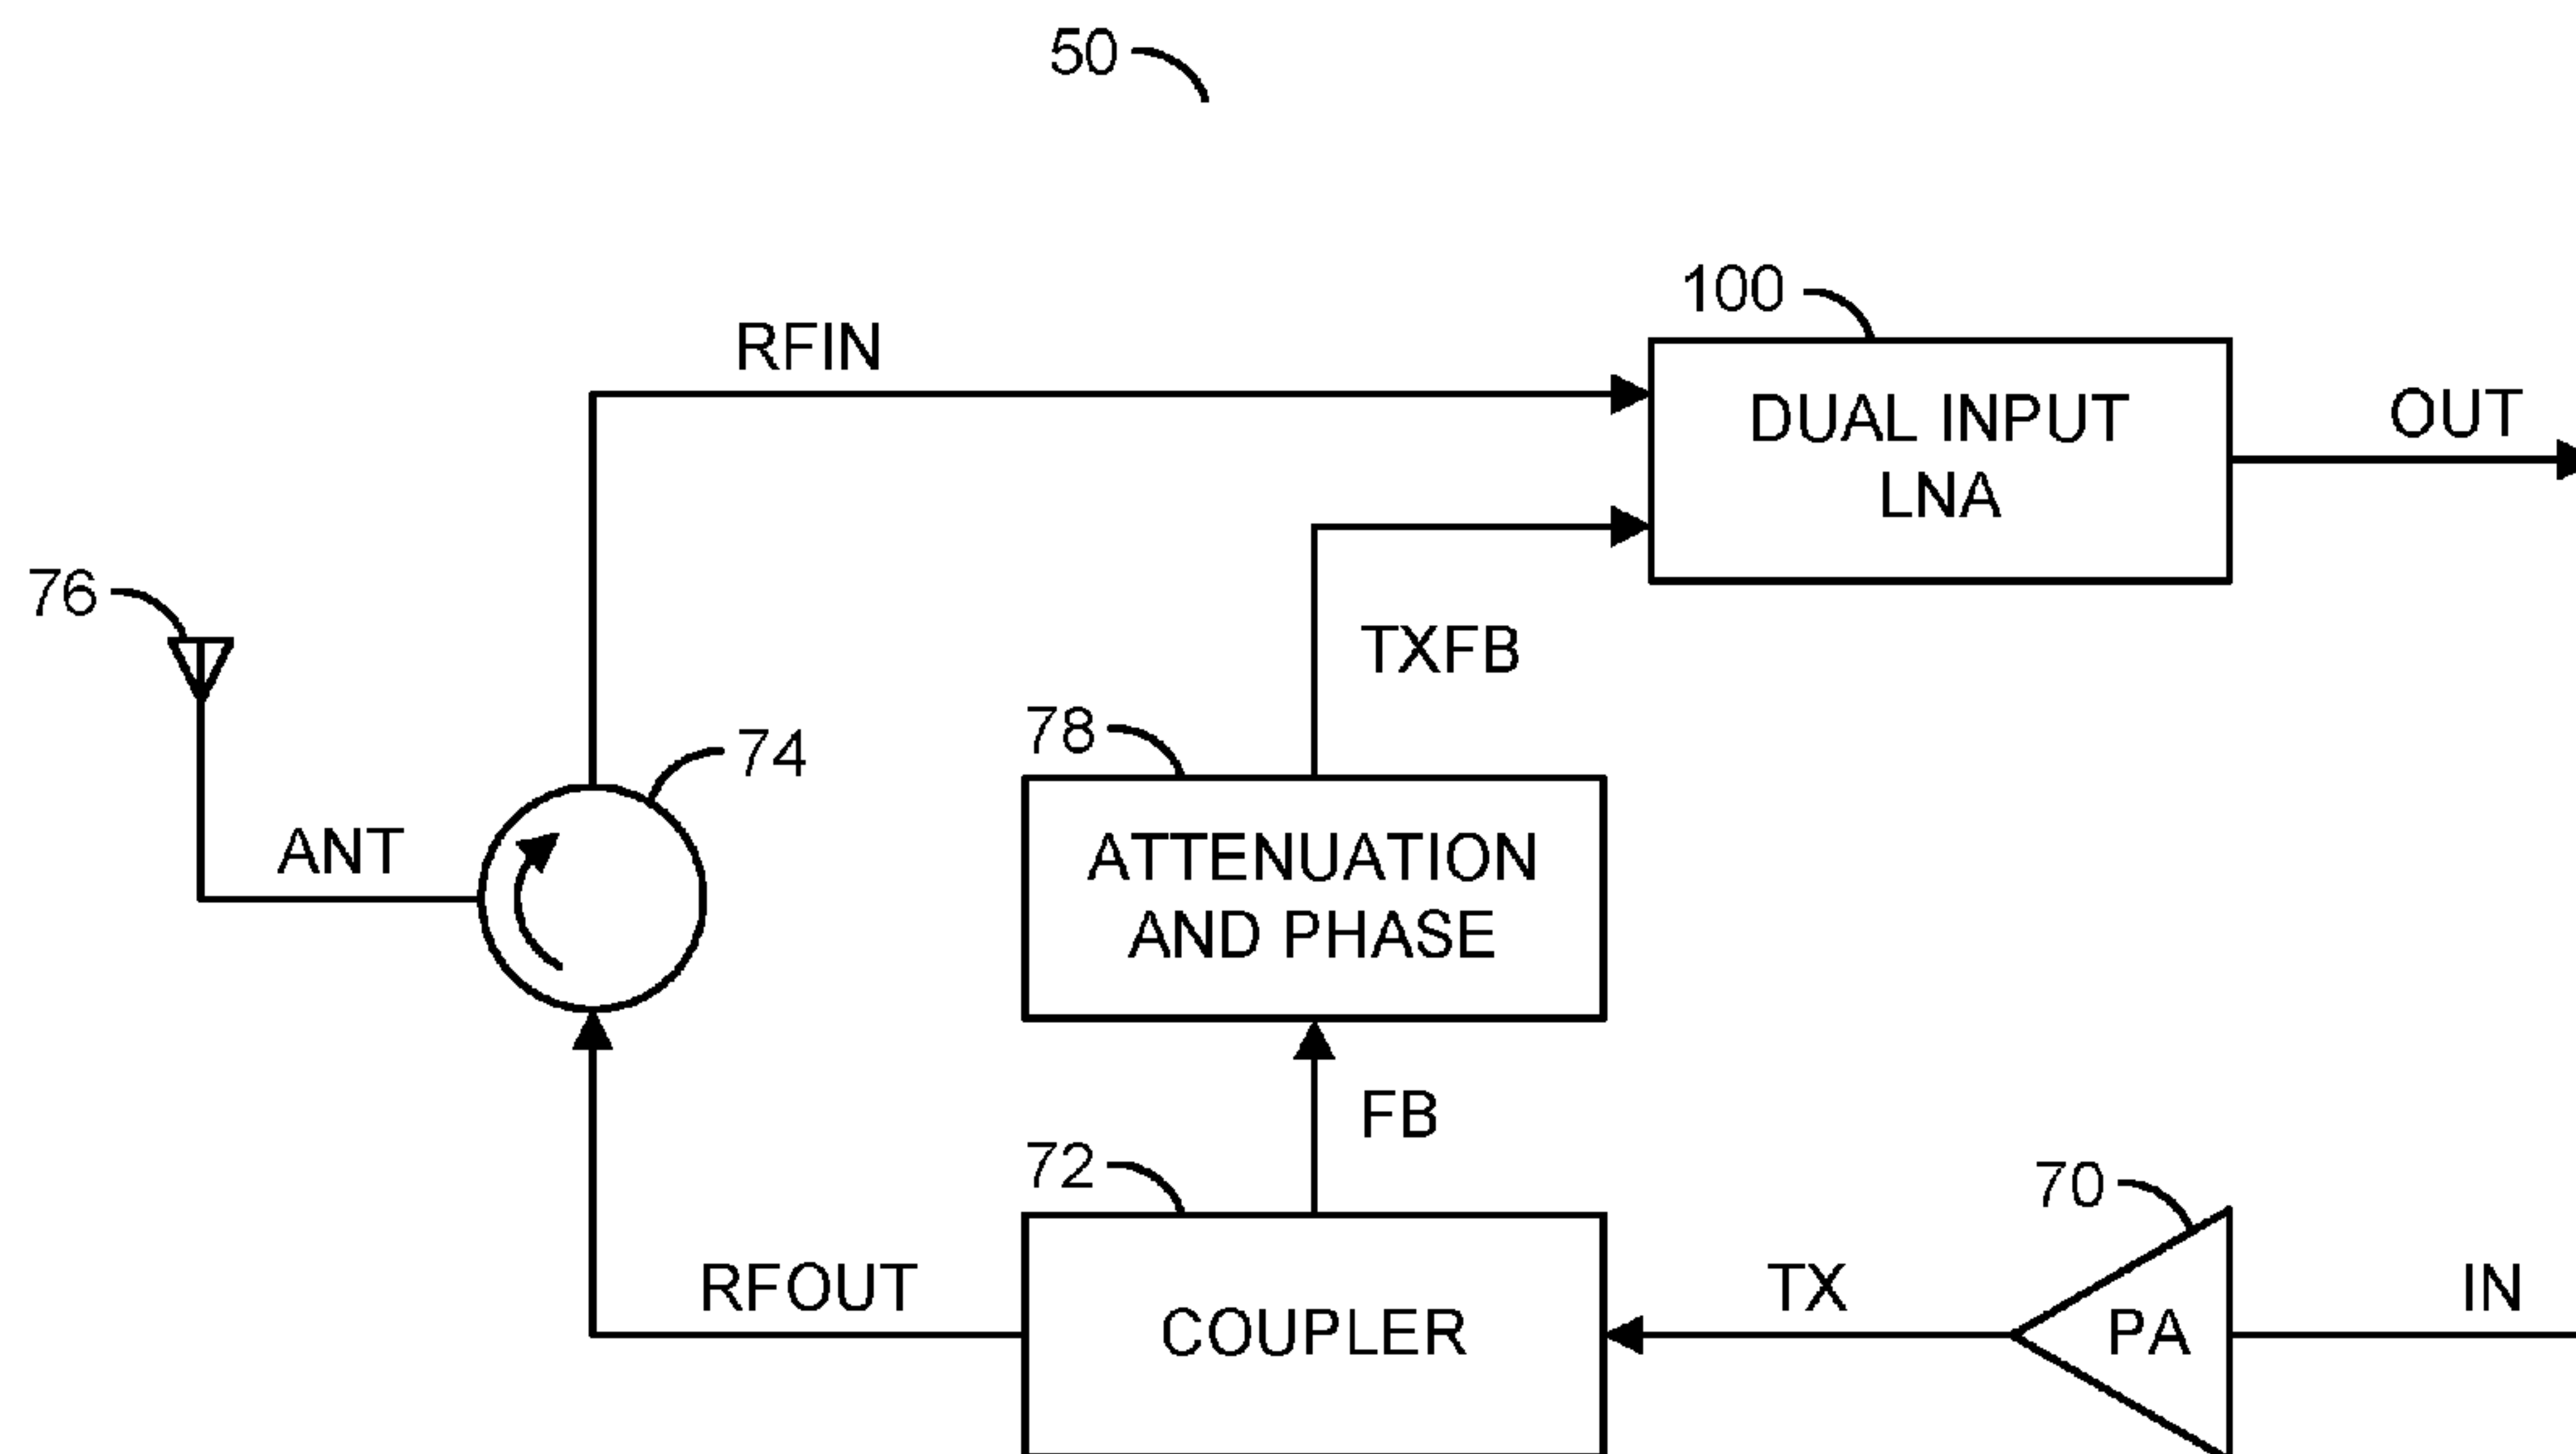 50
100
RFIN
DUAL INPUT
LNA
OUT
76
TXFB
78
74
ANT
ATTENUATION
AND PHASE
FB
72
70
RFOUT
COUPLER
TX
PA
IN